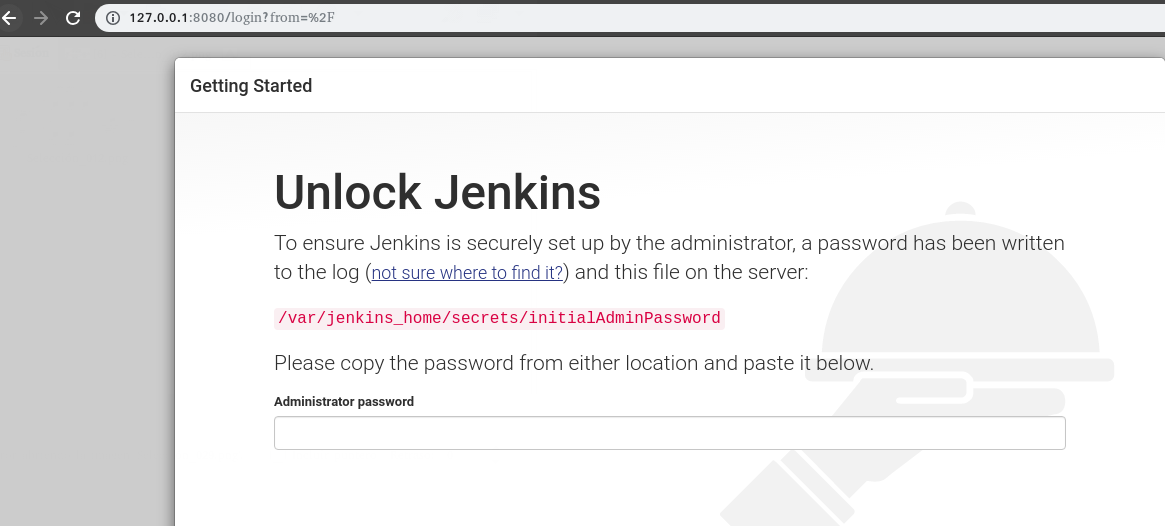 127.0.0.1:8080/login?from=%2F
Getting Started
Unlock Jenkins
To ensure Jenkins is securely set up by the administrator, a password has been written
to the log (not sure where to find it?) and this file on the server:
/var/jenkins_home/secrets/initialAdminPassword
Please copy the password from either location and paste it below.
Administrator password